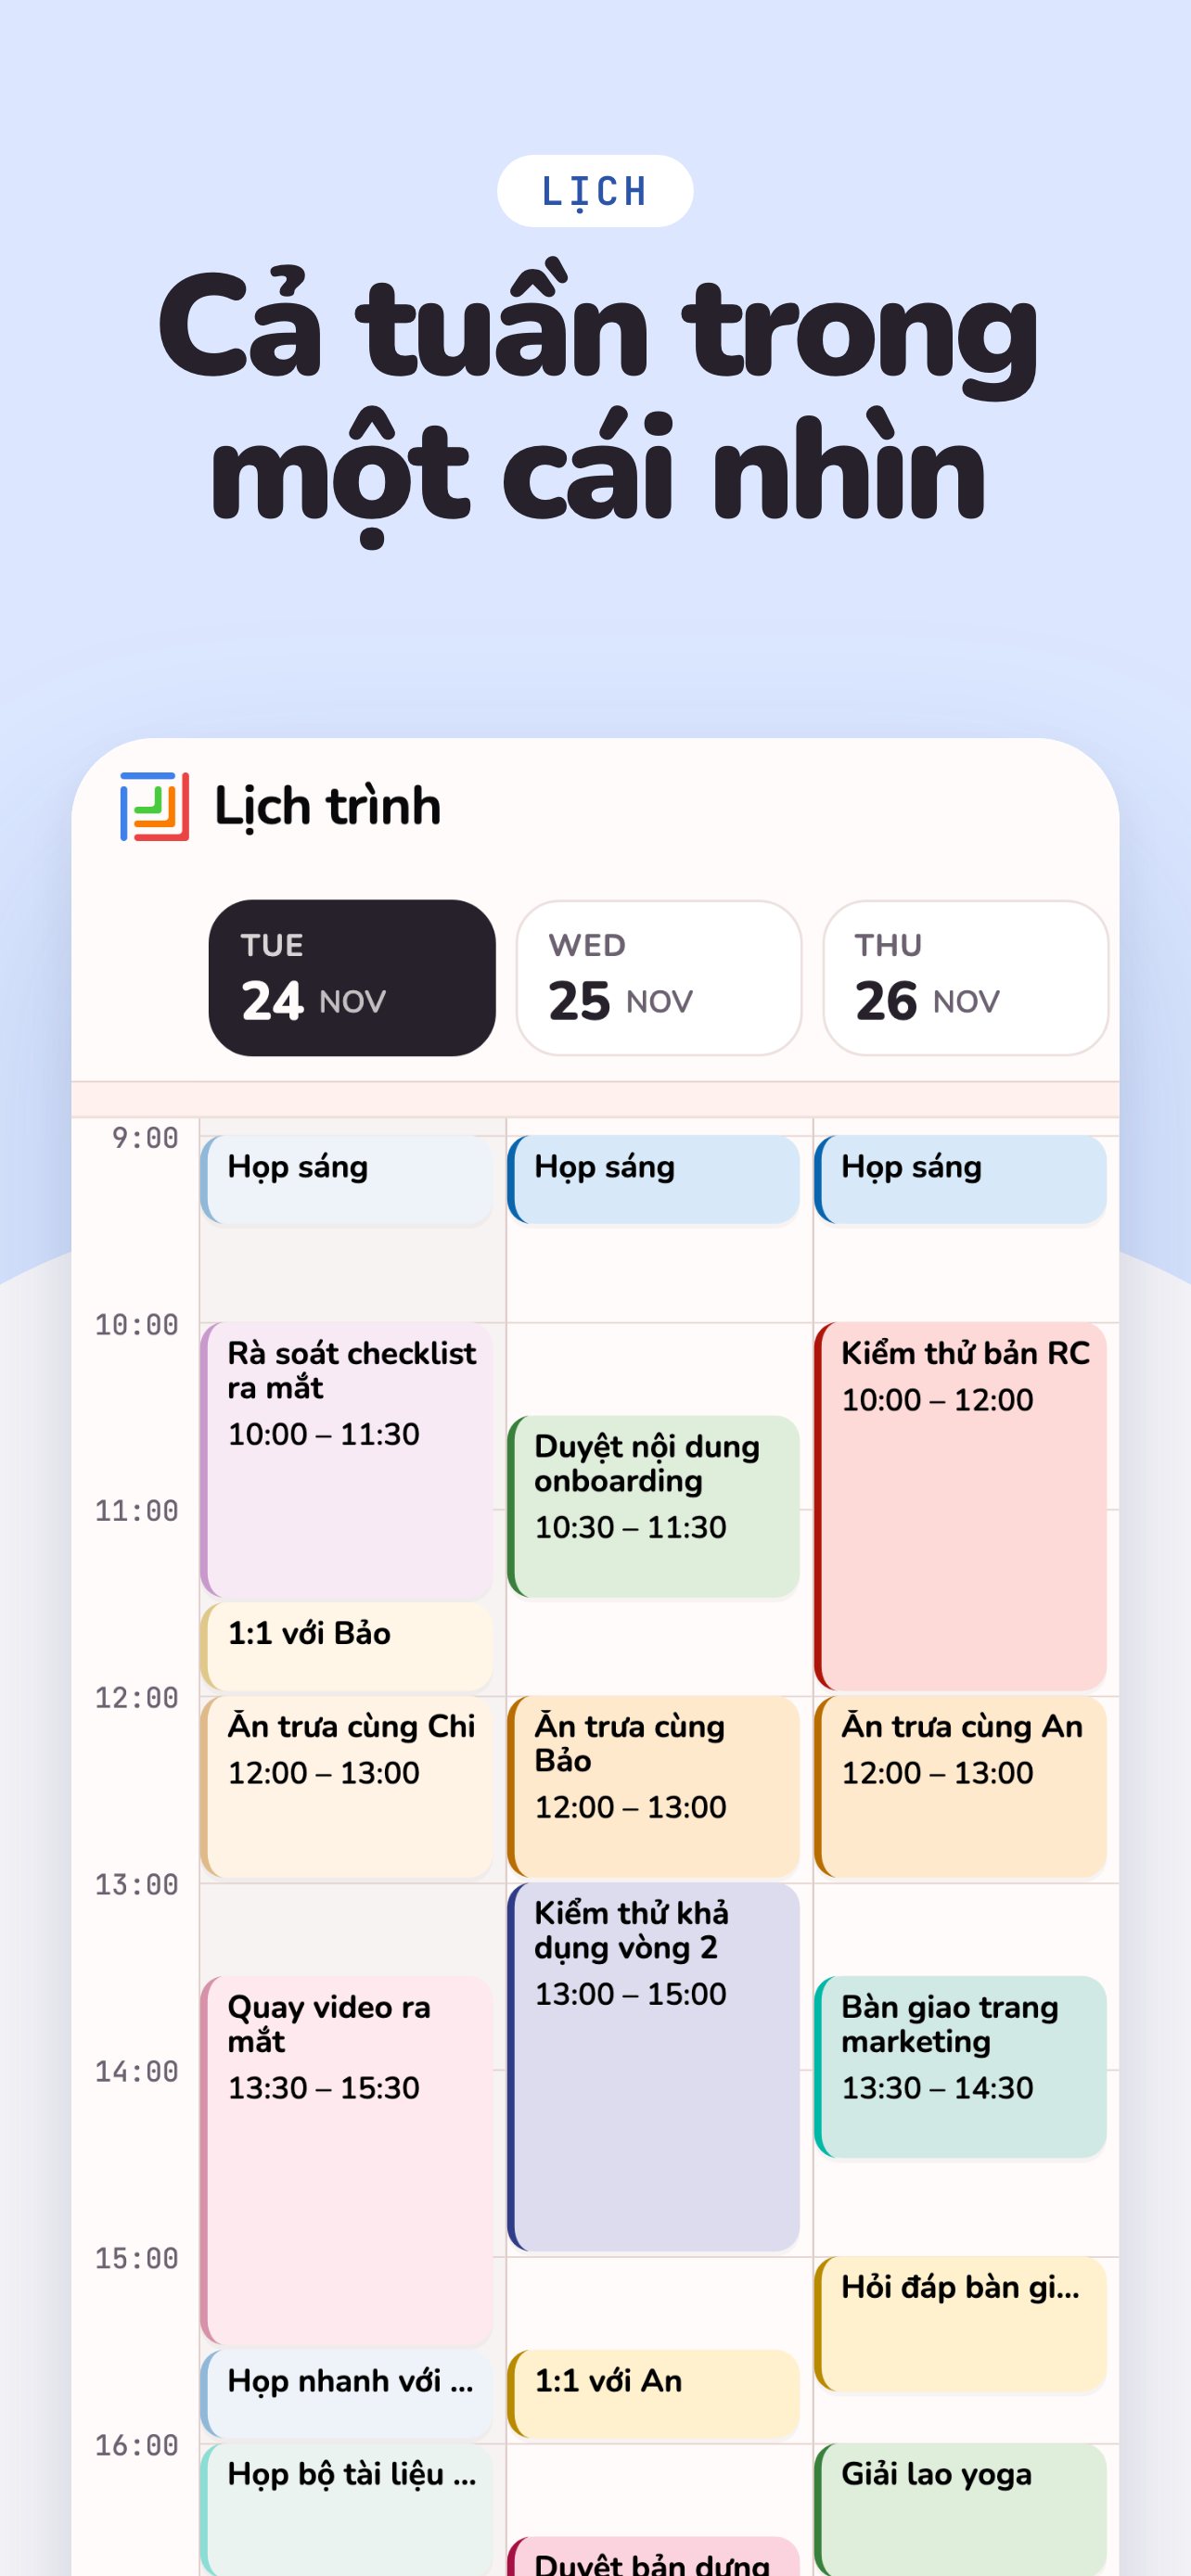 LỊCH
Cả tuần trong
một cái nhìn
Lịch trình
TUE
24 NOV
WED
25 NOV
THU
26 NOV
9:00
10:00
11:00
12:00
13:00
14:00
15:00
16:00
Họp sáng
Rà soát checklist
ra mắt
10:00 – 11:30
1:1 với Bảo
Ăn trưa cùng Chi
12:00 – 13:00
Quay video ra
mắt
13:30 – 15:30
Họp nhanh với ...
Họp bộ tài liệu ...
Họp sáng
Duyệt nội dung
onboarding
10:30 – 11:30
Ăn trưa cùng
Bảo
12:00 – 13:00
Kiểm thử khả
dụng vòng 2
13:00 – 15:00
1:1 với An
Duyệt bản dựng
Họp sáng
Kiểm thử bản RC
10:00 – 12:00
Ăn trưa cùng An
12:00 – 13:00
Bàn giao trang
marketing
13:30 – 14:30
Hỏi đáp bàn gi...
Giải lao yoga